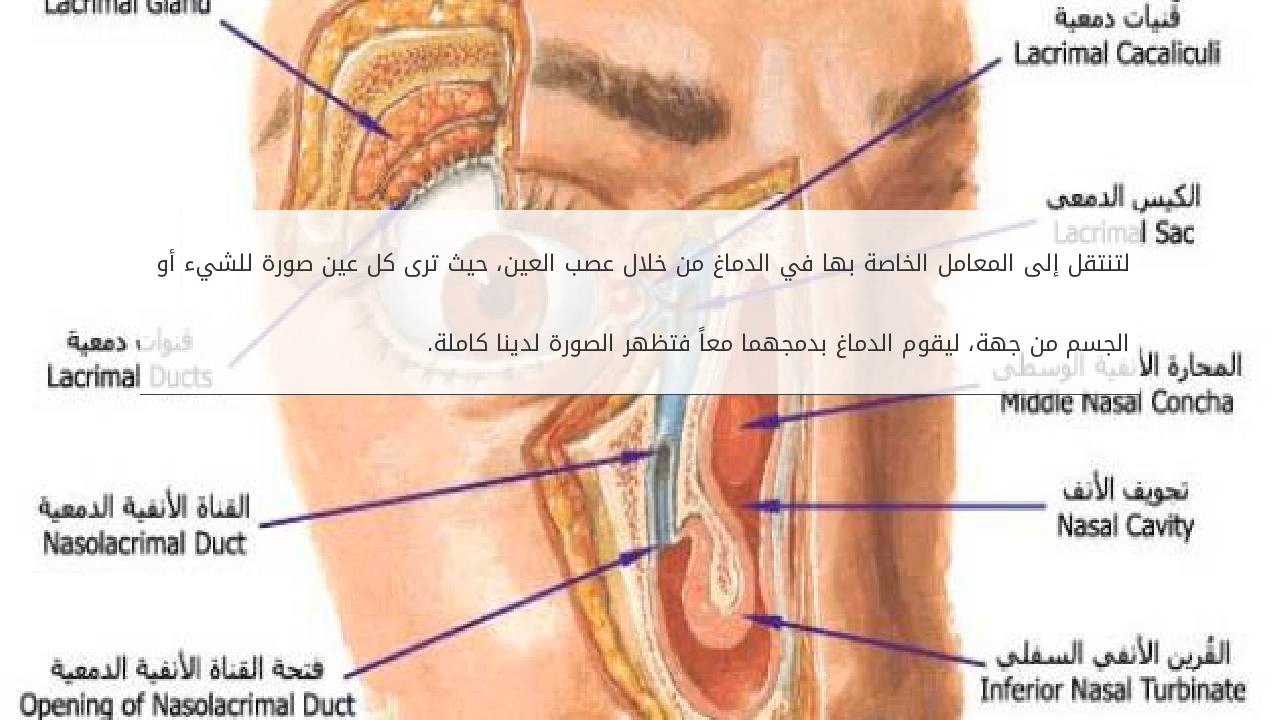 Lacrimal Gland
قنيات دمعية
Lacrimal Cacaliculi
الكيس الدمعى
Lacrimal Sac
لتنتقل إلى المعامل الخاصة بها في الدماغ من خلال عصب العين، حيث ترى كل عين صورة للشيء أو
الجسم من جهة، ليقوم الدماغ بدمجهما معاً فتظهر الصورة لدينا كاملة.
قنوات دمعية
Lacrimal Ducts
المحارة الأنفية الوسطى
Middle Nasal Concha
القناة الأنفية الدمعية
Nasolacrimal Duct
تجويف الأنف
Nasal Cavity
فتحة القناة الأنفية الدمعية
Opening of Nasolacrimal Duct
القُرين الأنفي السفلي
Inferior Nasal Turbinate